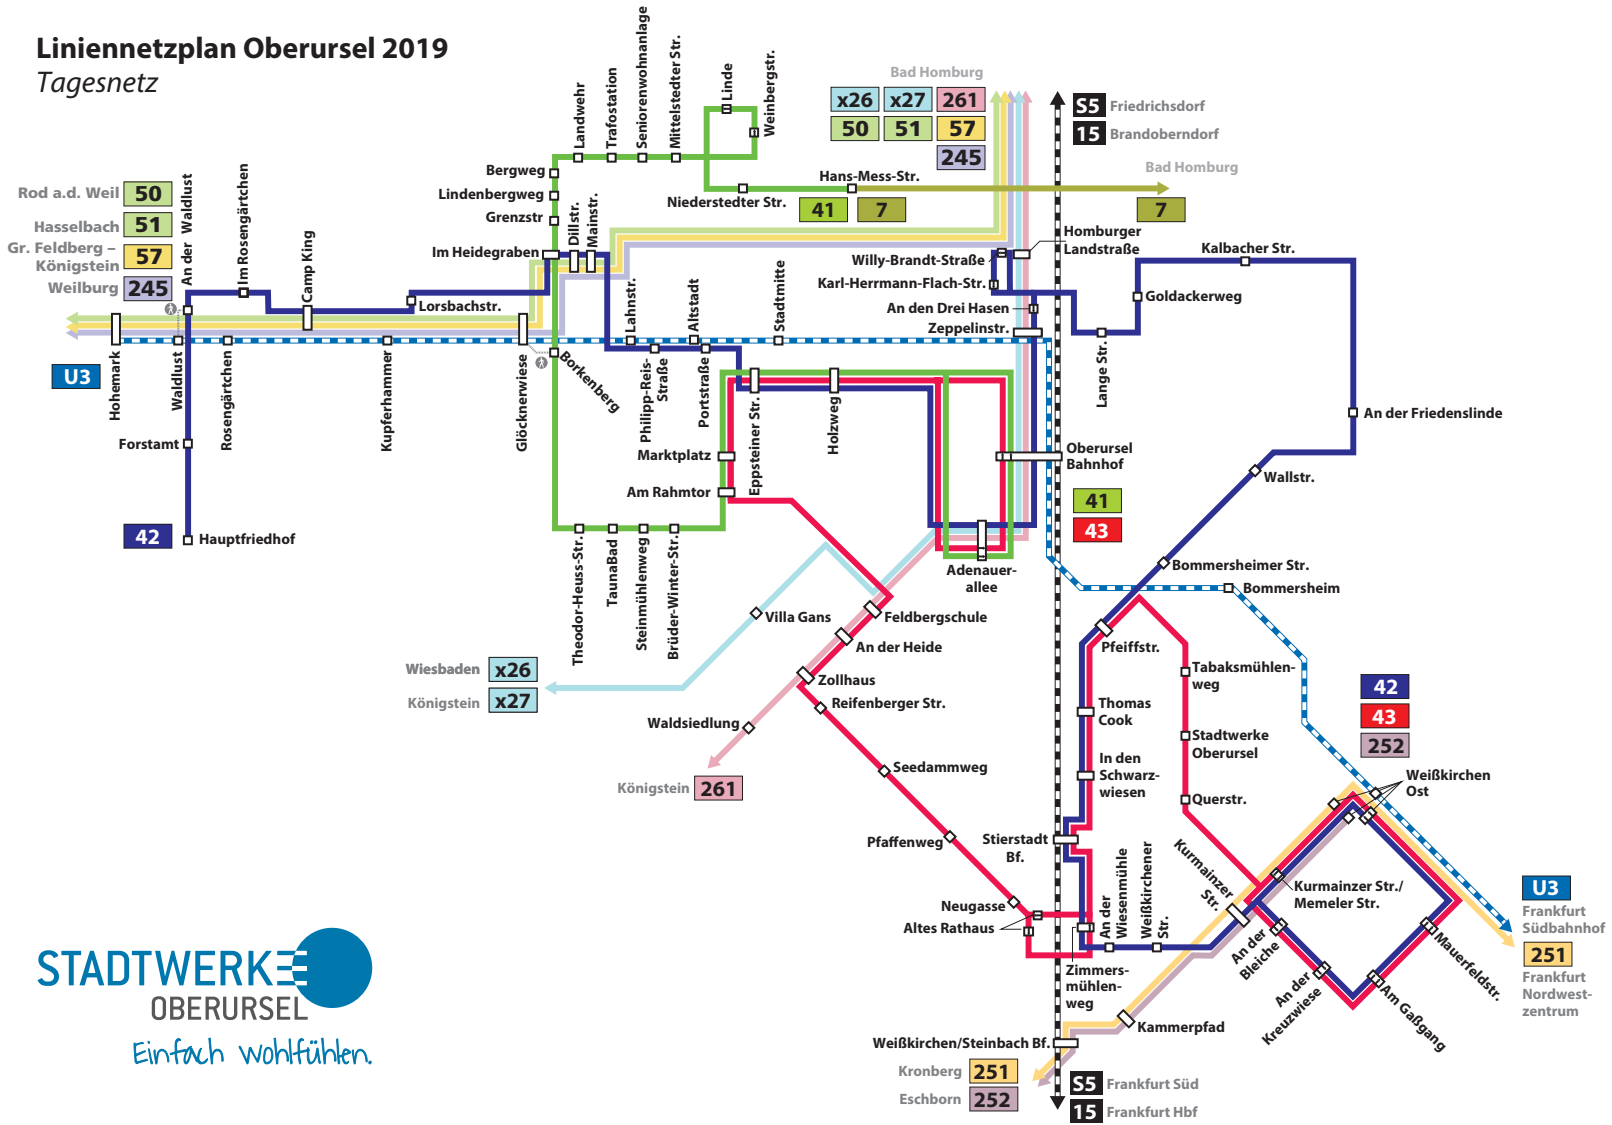 Liniennetzplan Oberursel 2019
Tagesnetz
Bad Homburg
x26
x27
261
50
51
57
245
S5
Friedrichsdorf
15
Brandoberndorf
Bad Homburg
7
Landwehr
Trafostation
Seniorenwohnanlage
Mittelstedter Str.
Linde
Weinbergstr.
Niederstedter Str.
Hans-Mess-Str.
41
7
Bergweg
Lindenbergweg
Grenzstr
Im Heidegraben
Dillstr.
Mainstr.
Rod a.d. Weil
50
Hasselbach
51
Gr. Feldberg –
Königstein
57
Weilburg
245
An der Waldlust
Im Rosengärtchen
Camp King
Lorsbachstr.
U3
Hohemark
Waldlust
Rosengärtchen
Kupferhammer
Glöcknerwiese
Borkenberg
Lahnstr.
Philipp-Reis-
Straße
Altstadt
Portstraße
Stadtmitte
Forstamt
42
Hauptfriedhof
Homburger
Landstraße
Willy-Brandt-Straße
Karl-Herrmann-Flach-Str.
An den Drei Hasen
Zeppelinstr.
Lange Str.
Goldackerweg
Kalbacher Str.
An der Friedenslinde
Wallstr.
Bommersheimer Str.
Bommersheim
Marktplatz
Am Rahmtor
Eppsteiner Str.
Holzweg
Oberursel
Bahnhof
41
43
Adenauer-
allee
Theodor-Heuss-Str.
TaunaBad
Steinmühlenweg
Brüder-Winter-Str.
Villa Gans
Feldbergschule
An der Heide
Zollhaus
Reifenberger Str.
Waldsiedlung
Wiesbaden
x26
Königstein
x27
Königstein
261
Seedammweg
Pfaffenweg
Neugasse
Altes Rathaus
Pfeiffstr.
Thomas
Cook
In den
Schwarz-
wiesen
Stierstadt
Bf.
Tabaksmühlen-
weg
Stadtwerke
Oberursel
Querstr.
Kurmainzer
Str.
An der
Wiesenmühle
Weißkirchener
Str.
Zimmers-
mühlen-
weg
42
43
252
Weißkirchen
Ost
Kurmainzer Str./
Memeler Str.
An der
Bleiche
An der
Kreuzwiese
Am Gaßgang
Mauerfeldstr.
U3
Frankfurt
Südbahnhof
251
Frankfurt
Nordwest-
zentrum
Kammerpfad
Weißkirchen/Steinbach Bf.
Kronberg
251
Eschborn
252
S5
Frankfurt Süd
15
Frankfurt Hbf
STADTWERKE
OBERURSEL
Einfach wohlfühlen.